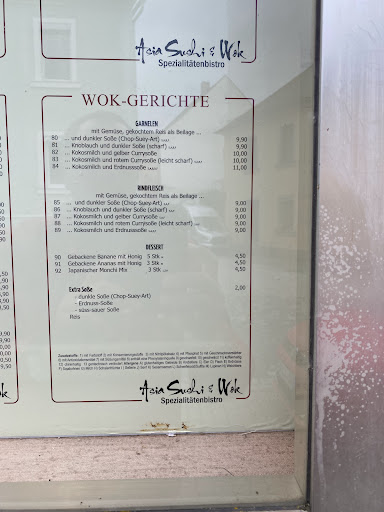 Asia Sushi & Wok
Spezialitätenbistro
WOK-GERICHTE
GARNELEN
mit Gemüse, gekochtem Reis als Beilage ...
80 ... und dunkler Soße (Chop-Suey-Art) 9,90
81 ... Knoblauch und dunkler Soße (scharf) 9,90
82 ... Kokosmilch und gelber Currysoße 10,00
83 ... Kokosmilch und rotem Currysoße (leicht scharf) 10,00
84 ... Kokosmilch und Erdnusssoße 11,00
RINDFLEISCH
mit Gemüse, gekochtem Reis als Beilage ...
85 ... und dunkler Soße (Chop-Suey-Art) 9,00
86 ... Knoblauch und dunkler Soße (scharf) 9,00
87 ... Kokosmilch und gelber Currysoße 9,00
88 ... Kokosmilch und rotem Currysoße (leicht scharf) 9,00
89 ... Kokosmilch und Erdnusssoße 9,00
DESSERT
90 Gebackene Banane mit Honig 5 Stk 4,50
91 Gebackene Ananas mit Honig 3 Stk 4,50
92 Japanischer Monchi Moi 3 Stk 4,50
Extra Soße 2,00
- dunkle Soße (Chop-Suey-Art)
- Erdnuss-Soße
- süss-sauer Soße
Reis
Asia Sushi & Wok
Spezialitätenbistro